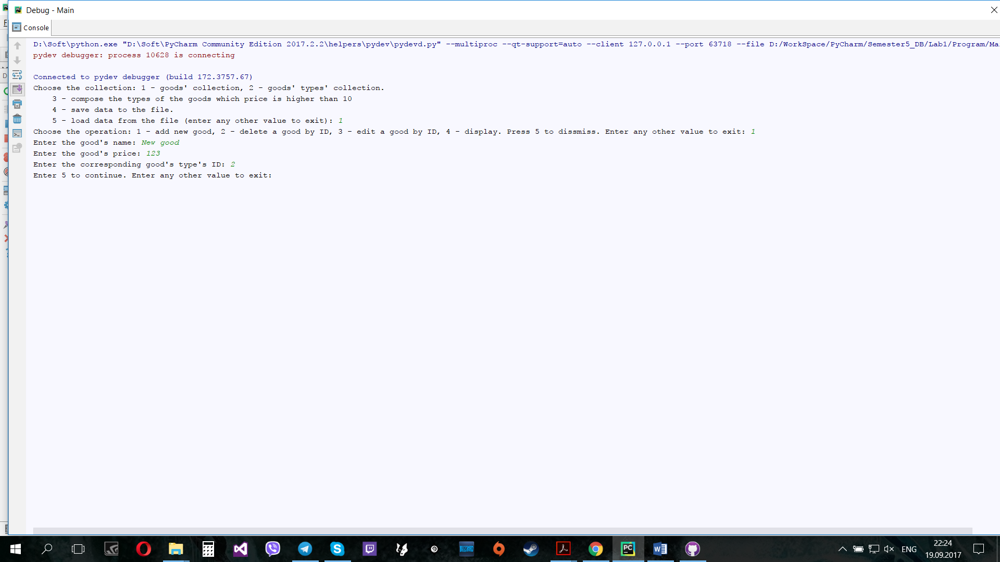 Debug - Main
Console
D:\Soft\python.exe "D:\Soft\PyCharm Community Edition 2017.2.2\helpers\pydev\pydevd.py" --multiproc --qt-support=auto --client 127.0.0.1 --port 63718 --file D:/WorkSpace/PyCharm/Semester5_DB/Lab1/Program/Ma
pydev debugger: process 10628 is connecting
Connected to pydev debugger (build 172.3757.67)
Choose the collection: 1 - goods' collection, 2 - goods' types' collection.
3 - compose the types of the goods which price is higher than 10
4 - save data to the file.
5 - load data from the file (enter any other value to exit): 1
Choose the operation: 1 - add new good, 2 - delete a good by ID, 3 - edit a good by ID, 4 - display. Press 5 to dissmiss. Enter any other value to exit: 1
Enter the good's name: New good
Enter the good's price: 123
Enter the corresponding good's type's ID: 2
Enter 5 to continue. Enter any other value to exit:
BLIZZARD
PC
ENG
22:24
19.09.2017